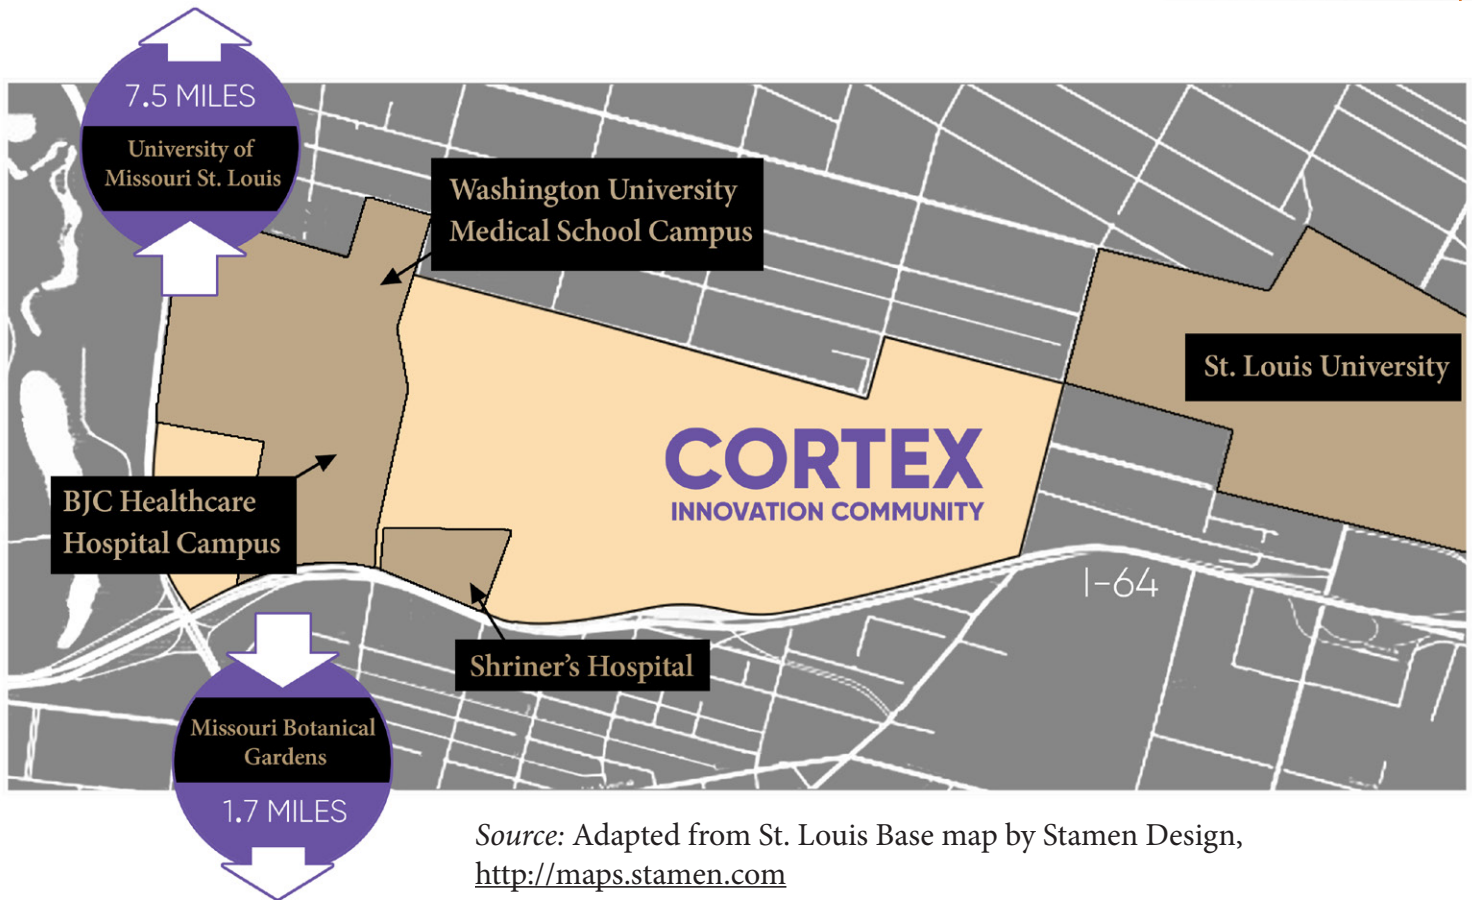 7.5 MILES
University of
Missouri St. Louis
Washington University
Medical School Campus
St. Louis University
CORTEX
INNOVATION COMMUNITY
BJC Healthcare
Hospital Campus
I-64
Shriner's Hospital
Missouri Botanical
Gardens
1.7 MILES
Source: Adapted from St. Louis Base map by Stamen Design,
http://maps.stamen.com